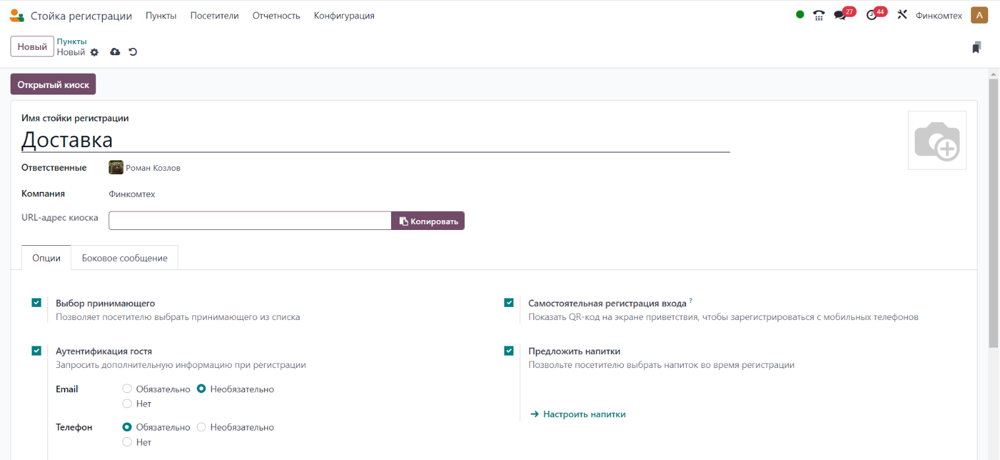 Стойка регистрации Пункты Посетители Отчетность Конфигурация 27 44 Финкомтех A
Новый Пункты
Новый
Открытый киоск
Имя стойки регистрации
Доставка
Ответственные Роман Козлов
Компания Финкомтех
URL-адрес киоска Копировать
Опции Боковое сообщение
Выбор принимающего
Позволяет посетителю выбрать принимающего из списка
Самостоятельная регистрация входа ?
Показать QR-код на экране приветствия, чтобы зарегистрироваться с мобильных телефонов
Аутентификация гостя
Запросить дополнительную информацию при регистрации
Предложить напитки
Позвольте посетителю выбрать напиток во время регистрации
Email Обязательно Необязательно
Нет
Настроить напитки
Телефон Обязательно Необязательно
Нет